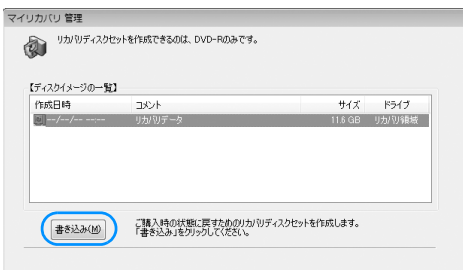 マイリカバリ 管理
リカバリディスクセットを作成できるのは、DVD-Rのみです。
【ディスクイメージの一覧】
作成日時 コメント サイズ ドライブ
--/--/-- --:-- リカバリデータ 11.6 GB リカバリ領域
書き込み(M)
ご購入時の状態に戻すためのリカバリディスクセットを作成します。
「書き込み」をクリックしてください。